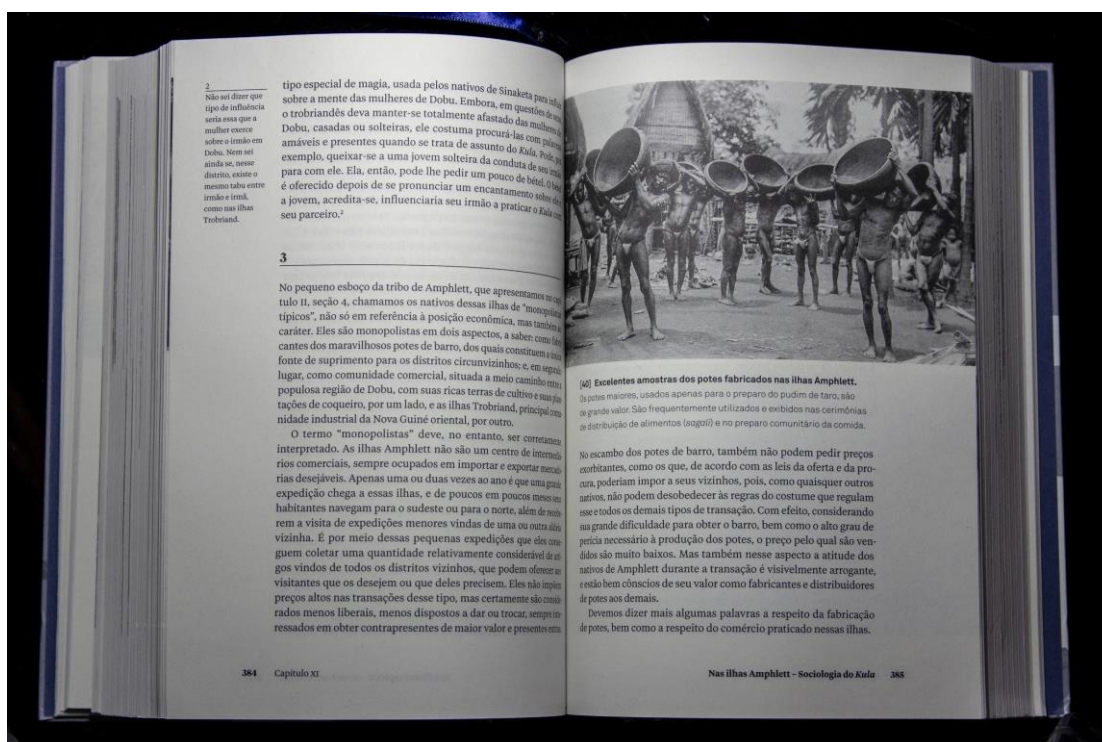 2
Não sei dizer que
tipo de influência
seria essa que a
mulher exerce
sobre o irmão em
Dobu. Nem sei
ainda se, nesse
distrito, existe o
mesmo tabu entre
irmão e irmã,
como nas ilhas
Trobriand.
tipo especial de magia, usada pelos nativos de Sinaketa para
sobre a mente das mulheres de Dobu. Embora, em questões de
o trobriandês deva manter-se totalmente afastado das mulheres de
Dobu, casadas ou solteiras, ele costuma procurá-las com palavras
amáveis e presentes quando se trata de assunto do Kula. Pode, por
exemplo, queixar-se a uma jovem solteira da conduta de seu irmão
para com ele. Ela, então, pode lhe pedir um pouco de bétel. O
é oferecido depois de se pronunciar um encantamento sobre ele e
a jovem, acredita-se, influenciaria seu irmão a praticar o Kula com
seu parceiro.²
3
No pequeno esboço da tribo de Amphlett, que apresentamos no
tulo II, seção 4, chamamos os nativos dessas ilhas de "monopolistas
típicos", não só em referência à posição econômica, mas também ao
caráter. Eles são monopolistas em dois aspectos, a saber: como
cantes dos maravilhosos potes de barro, dos quais constituem a única
fonte de suprimento para os distritos circunvizinhos; e, em segundo
lugar, como comunidade comercial, situada a meio caminho entre a
populosa região de Dobu, com suas ricas terras de cultivo e suas
tações de coqueiro, por um lado, e as ilhas Trobriand, principal
nidade industrial da Nova Guiné oriental, por outro.
O termo "monopolistas" deve, no entanto, ser corretamente
interpretado. As ilhas Amphlett não são um centro de
rios comerciais, sempre ocupados em importar e exportar
rias desejáveis. Apenas uma ou duas vezes ao ano é que uma grande
expedição chega a essas ilhas, e de poucos em poucos meses seus
habitantes navegam para o sudeste ou para o norte, além de
rem a visita de expedições menores vindas de uma ou outra aldeia
vizinha. É por meio dessas pequenas expedições que eles
guem coletar uma quantidade relativamente considerável de
gos vindos de todos os distritos vizinhos, que podem oferecer aos
visitantes que os desejem ou que deles precisem. Eles não impõem
preços altos nas transações desse tipo, mas certamente são
rados menos liberais, menos dispostos a dar ou trocar, sempre
ressados em obter contrapresentes de maior valor e presentes extras.
384 Capítulo XI
[40] Excelentes amostras dos potes fabricados nas ilhas Amphlett.
Os potes maiores, usados apenas para o preparo do pudim de taro, são
de grande valor. São frequentemente utilizados e exibidos nas cerimônias
de distribuição de alimentos (sagali) e no preparo comunitário da comida.
No escambo dos potes de barro, também não podem pedir preços
exorbitantes, como os que, de acordo com as leis da oferta e da pro-
cura, poderiam impor a seus vizinhos, pois, como quaisquer outros
nativos, não podem desobedecer às regras do costume que regulam
esse e todos os demais tipos de transação. Com efeito, considerando
sua grande dificuldade para obter o barro, bem como o alto grau de
perícia necessário à produção dos potes, o preço pelo qual são ven-
didos são muito baixos. Mas também nesse aspecto a atitude dos
nativos de Amphlett durante a transação é visivelmente arrogante,
e estão bem cônscios de seu valor como fabricantes e distribuidores
de potes aos demais.
Devemos dizer mais algumas palavras a respeito da fabricação
de potes, bem como a respeito do comércio praticado nessas ilhas.
Nas ilhas Amphlett – Sociologia do Kula 385